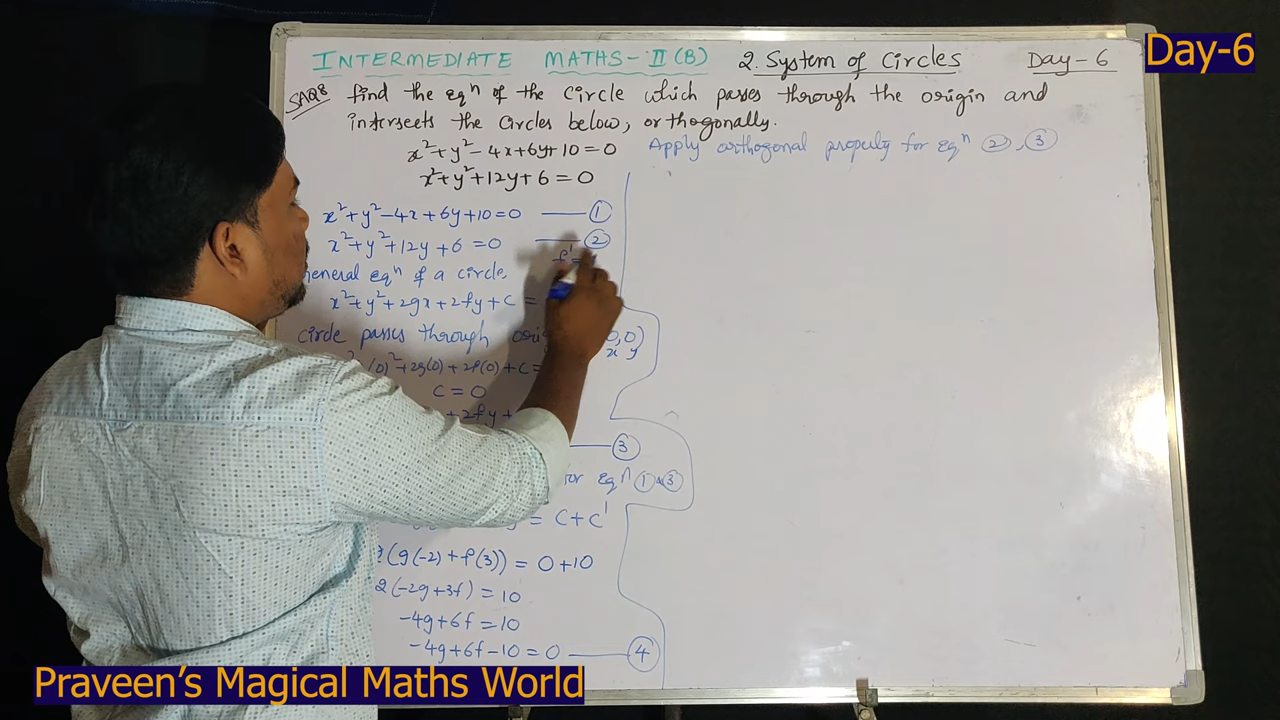 INTERMEDIATE MATHS-II(B) 2. System of Circles Day-6
Day-6
SAQ8 find the eqⁿ of the circle which passes through the origin and
intersects the circles below, orthogonally.
x²+y²-4x+6y+10=0
x²+y²+12y+6=0
x²+y²-4x+6y+10=0 ——— ①
x²+y²+12y+6=0 ——— ②
f'=
General eqⁿ of a circle
x²+y²+2gx+2fy+c=
circle passes through 0,0)
x y
(0)²+2g(0)+2f(0)+c=
c=0
+2fy+
③
for Eqⁿ ① & ③
= c+c'
(g(-2)+f(3))=0+10
2(-2g+3f)=10
-4g+6f=10
-4g+6f-10=0 ——— ④
Apply orthogonal property for Eqⁿ ②, ③
Praveen's Magical Maths World